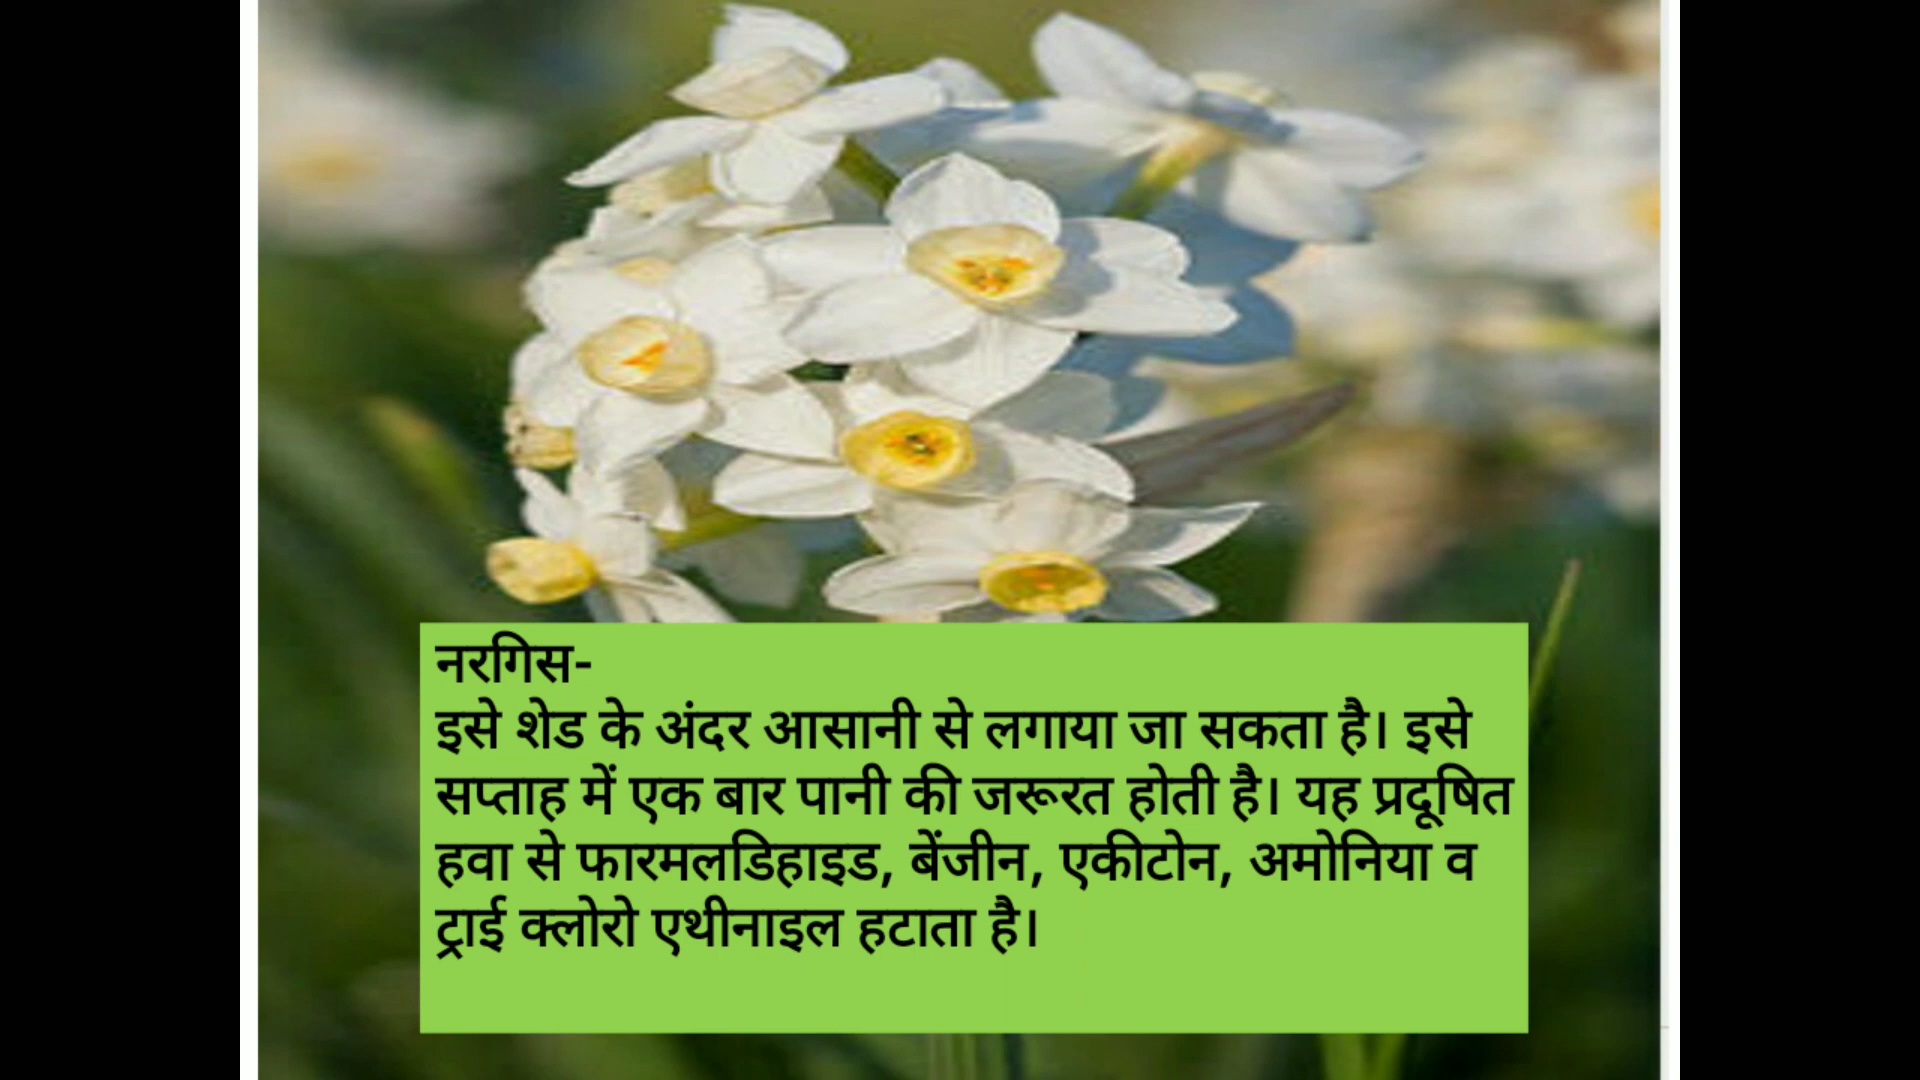 नरगिस-
इसे शेड के अंदर आसानी से लगाया जा सकता है। इसे
सप्ताह में एक बार पानी की जरूरत होती है। यह प्रदूषित
हवा से फारमलडिहाइड, बेंजीन, एकीटोन, अमोनिया व
ट्राई क्लोरो एथीनाइल हटाता है।